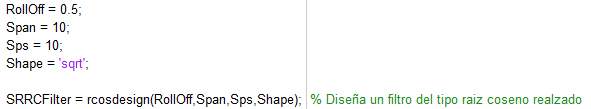 RollOff = 0.5;
Span = 10;
Sps = 10;
Shape = 'sqrt';
SRRCFilter = rcosdesign(RollOff,Span,Sps,Shape); % Diseña un filtro del tipo raiz coseno realzado